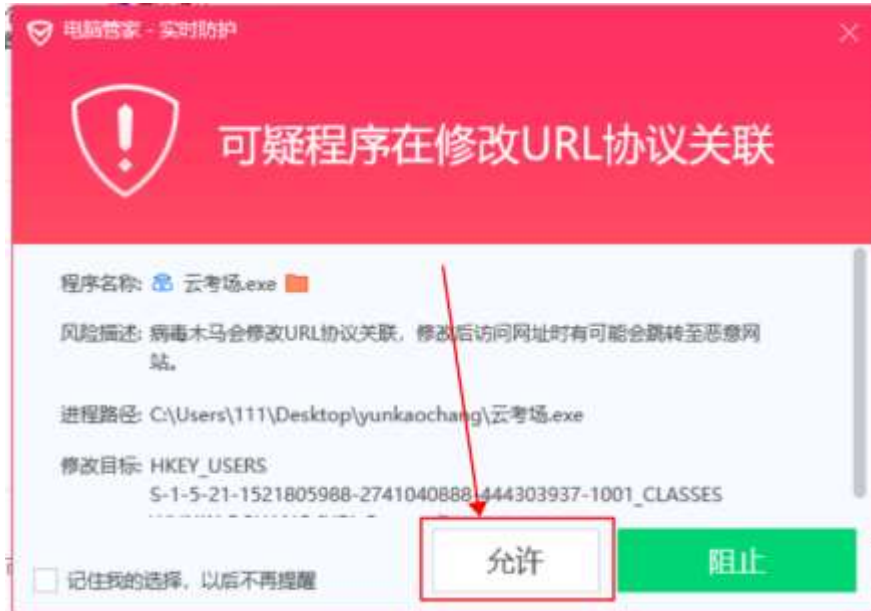 电脑管家 - 实时防护
可疑程序在修改URL协议关联
程序名称: 云考场.exe
风险描述: 病毒木马会修改URL协议关联，修改后访问网址时有可能会跳转至恶意网
站。
进程路径: C:\Users\111\Desktop\yunkaochang\云考场.exe
修改目标: HKEY_USERS
S-1-5-21-1521805988-2741040888-444303937-1001_CLASSES
记住我的选择，以后不再提醒
允许
阻止